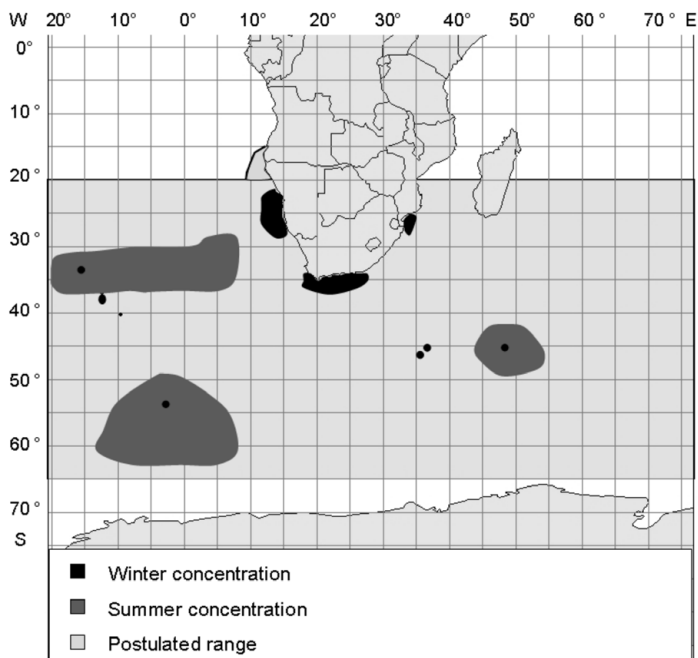 W 20° 10° 0° 10° 20° 30° 40° 50° 60° 70° E
0°
10°
20°
30°
40°
50°
60°
70°
S
Winter concentration
Summer concentration
Postulated range